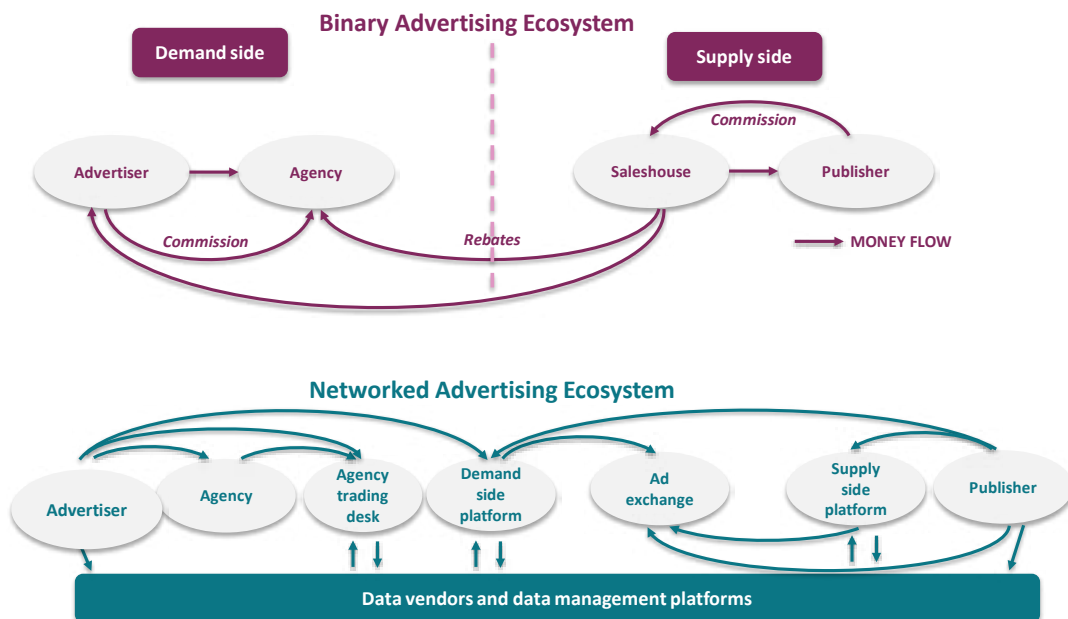 Binary Advertising Ecosystem
Demand side
Supply side
Commission
Advertiser
Agency
Saleshouse
Publisher
Commission
Rebates
MONEY FLOW
Networked Advertising Ecosystem
Advertiser
Agency
Agency
trading
desk
Demand
side
platform
Ad
exchange
Supply
side
platform
Publisher
Data vendors and data management platforms